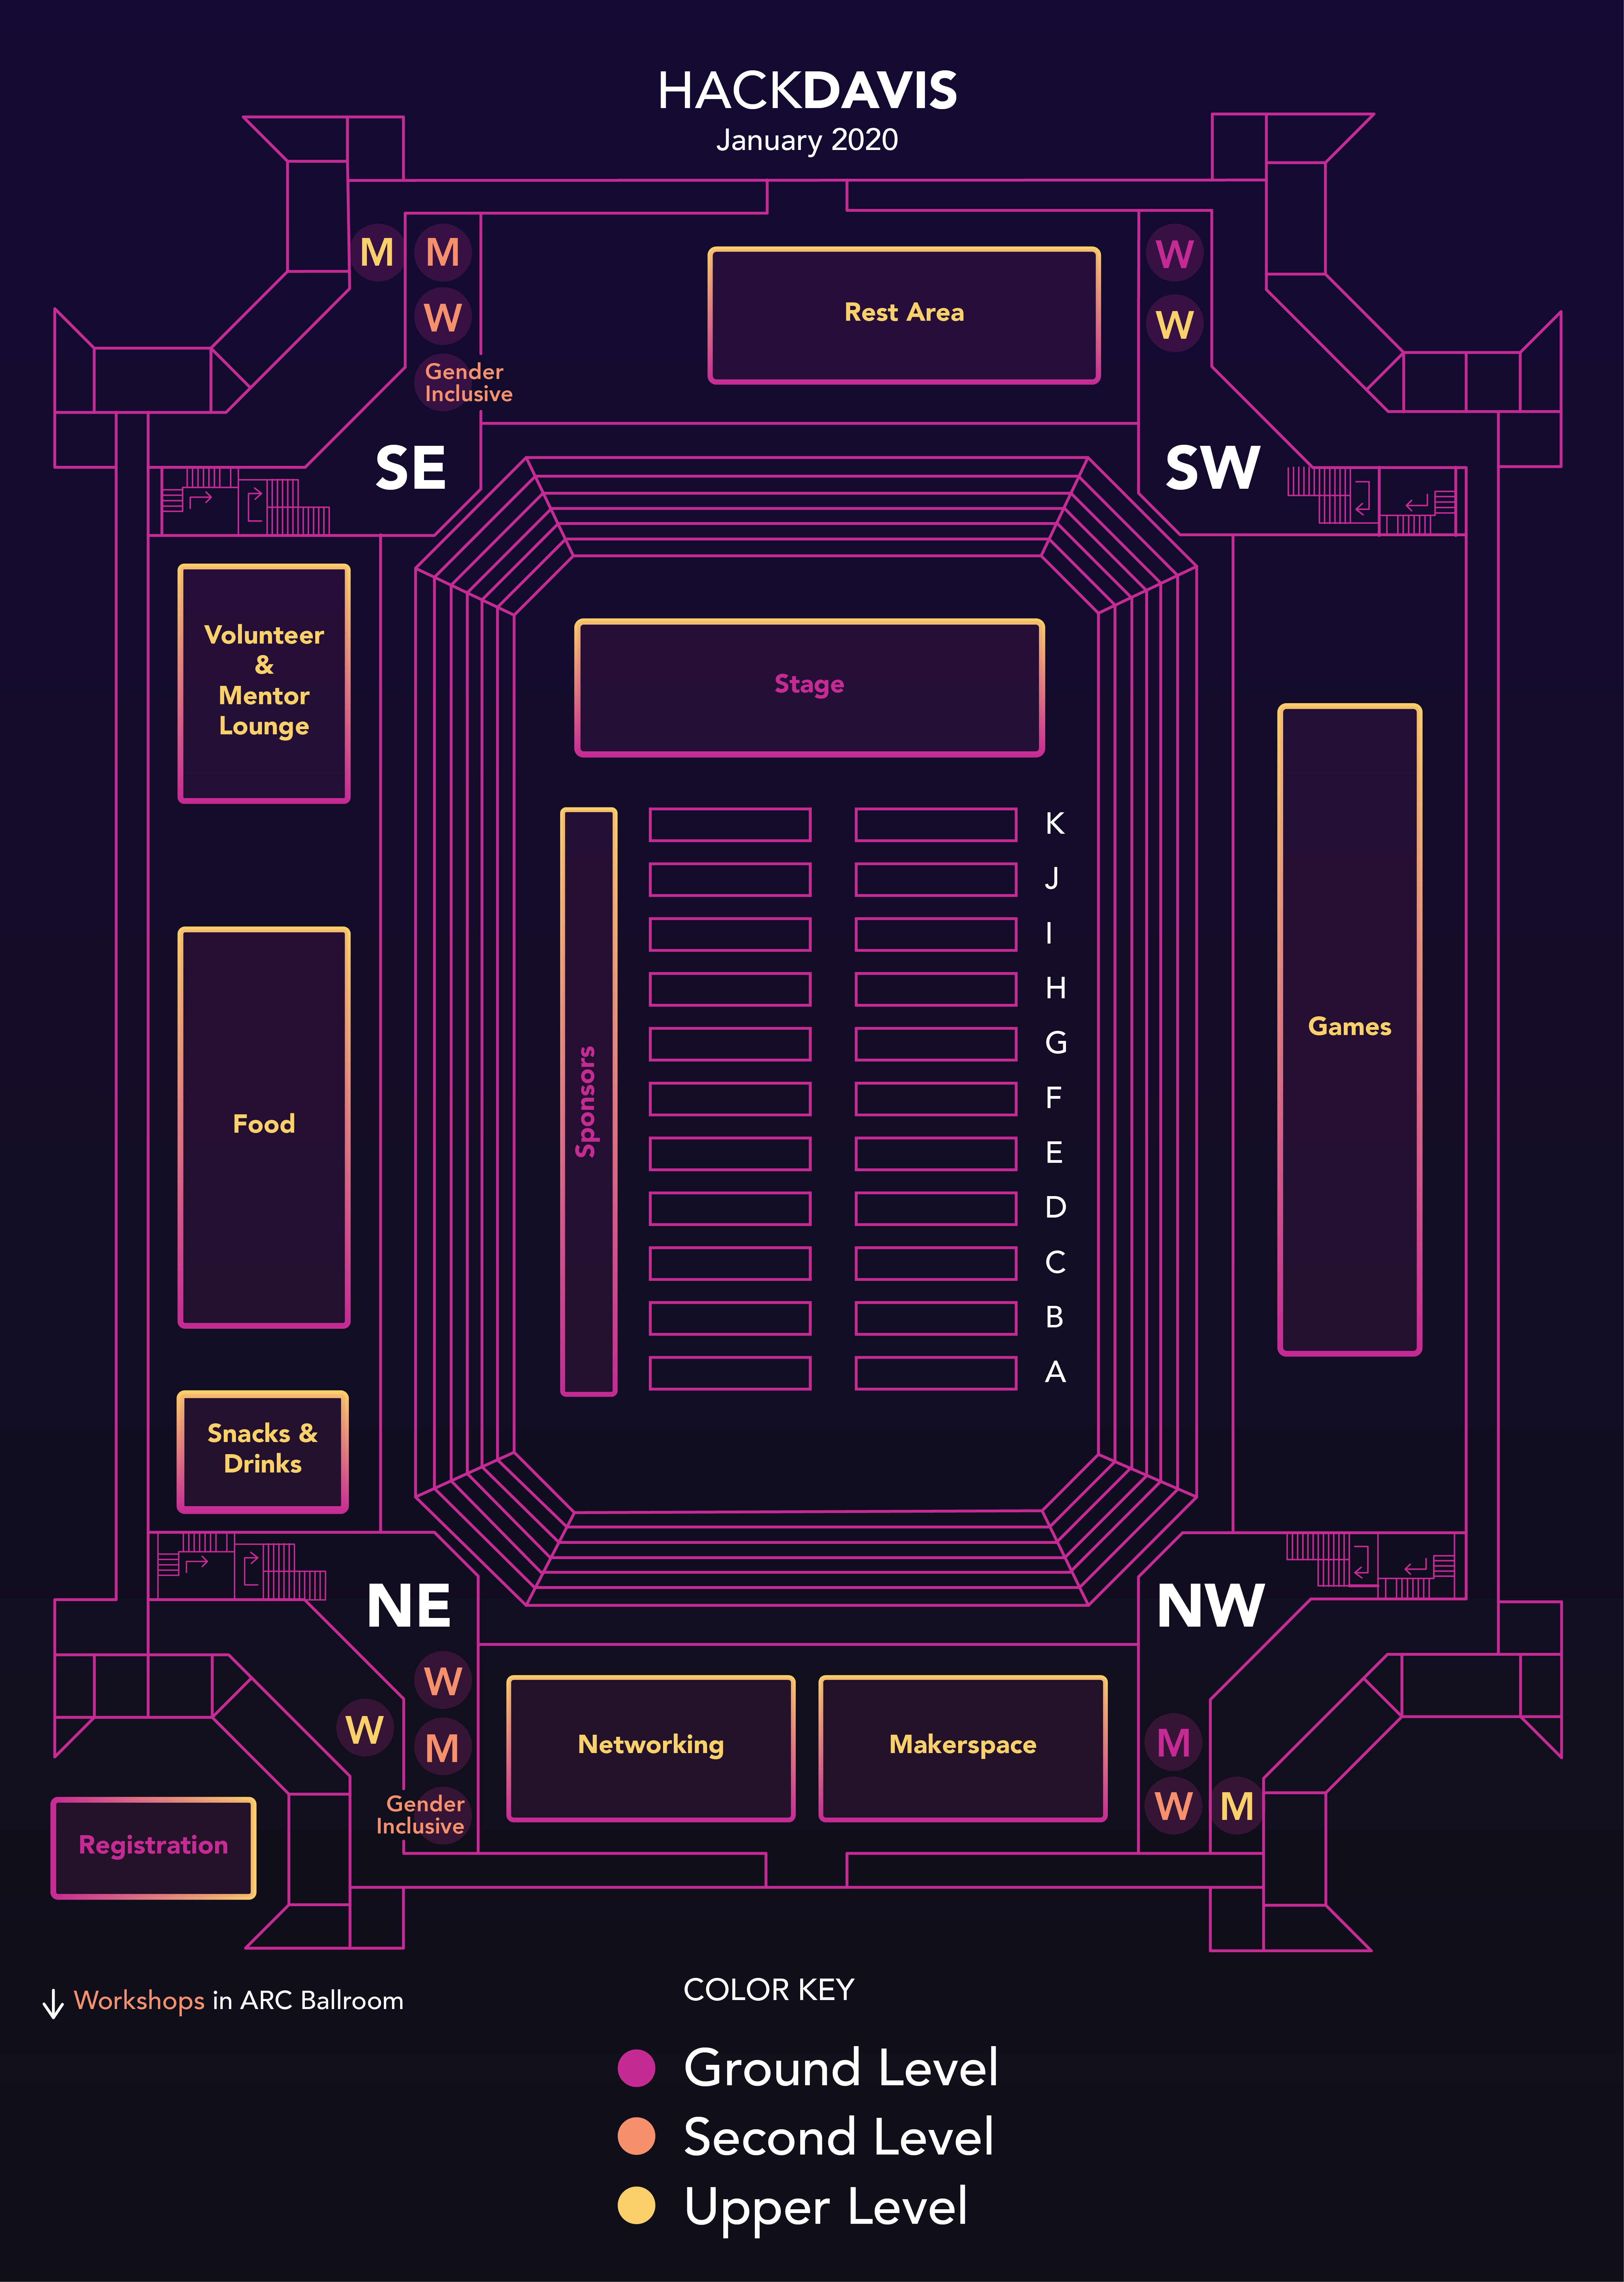 HACKDAVIS
January 2020
M
M
W
Gender
Inclusive
Rest Area
W
W
SE
SW
Volunteer
&
Mentor
Lounge
Stage
Food
Snacks &
Drinks
Sponsors
K
J
I
H
G
F
E
D
C
B
A
Games
NE
NW
W
W
M
Gender
Inclusive
Networking
Makerspace
M
W
M
Registration
↓ Workshops in ARC Ballroom
COLOR KEY
Ground Level
Second Level
Upper Level